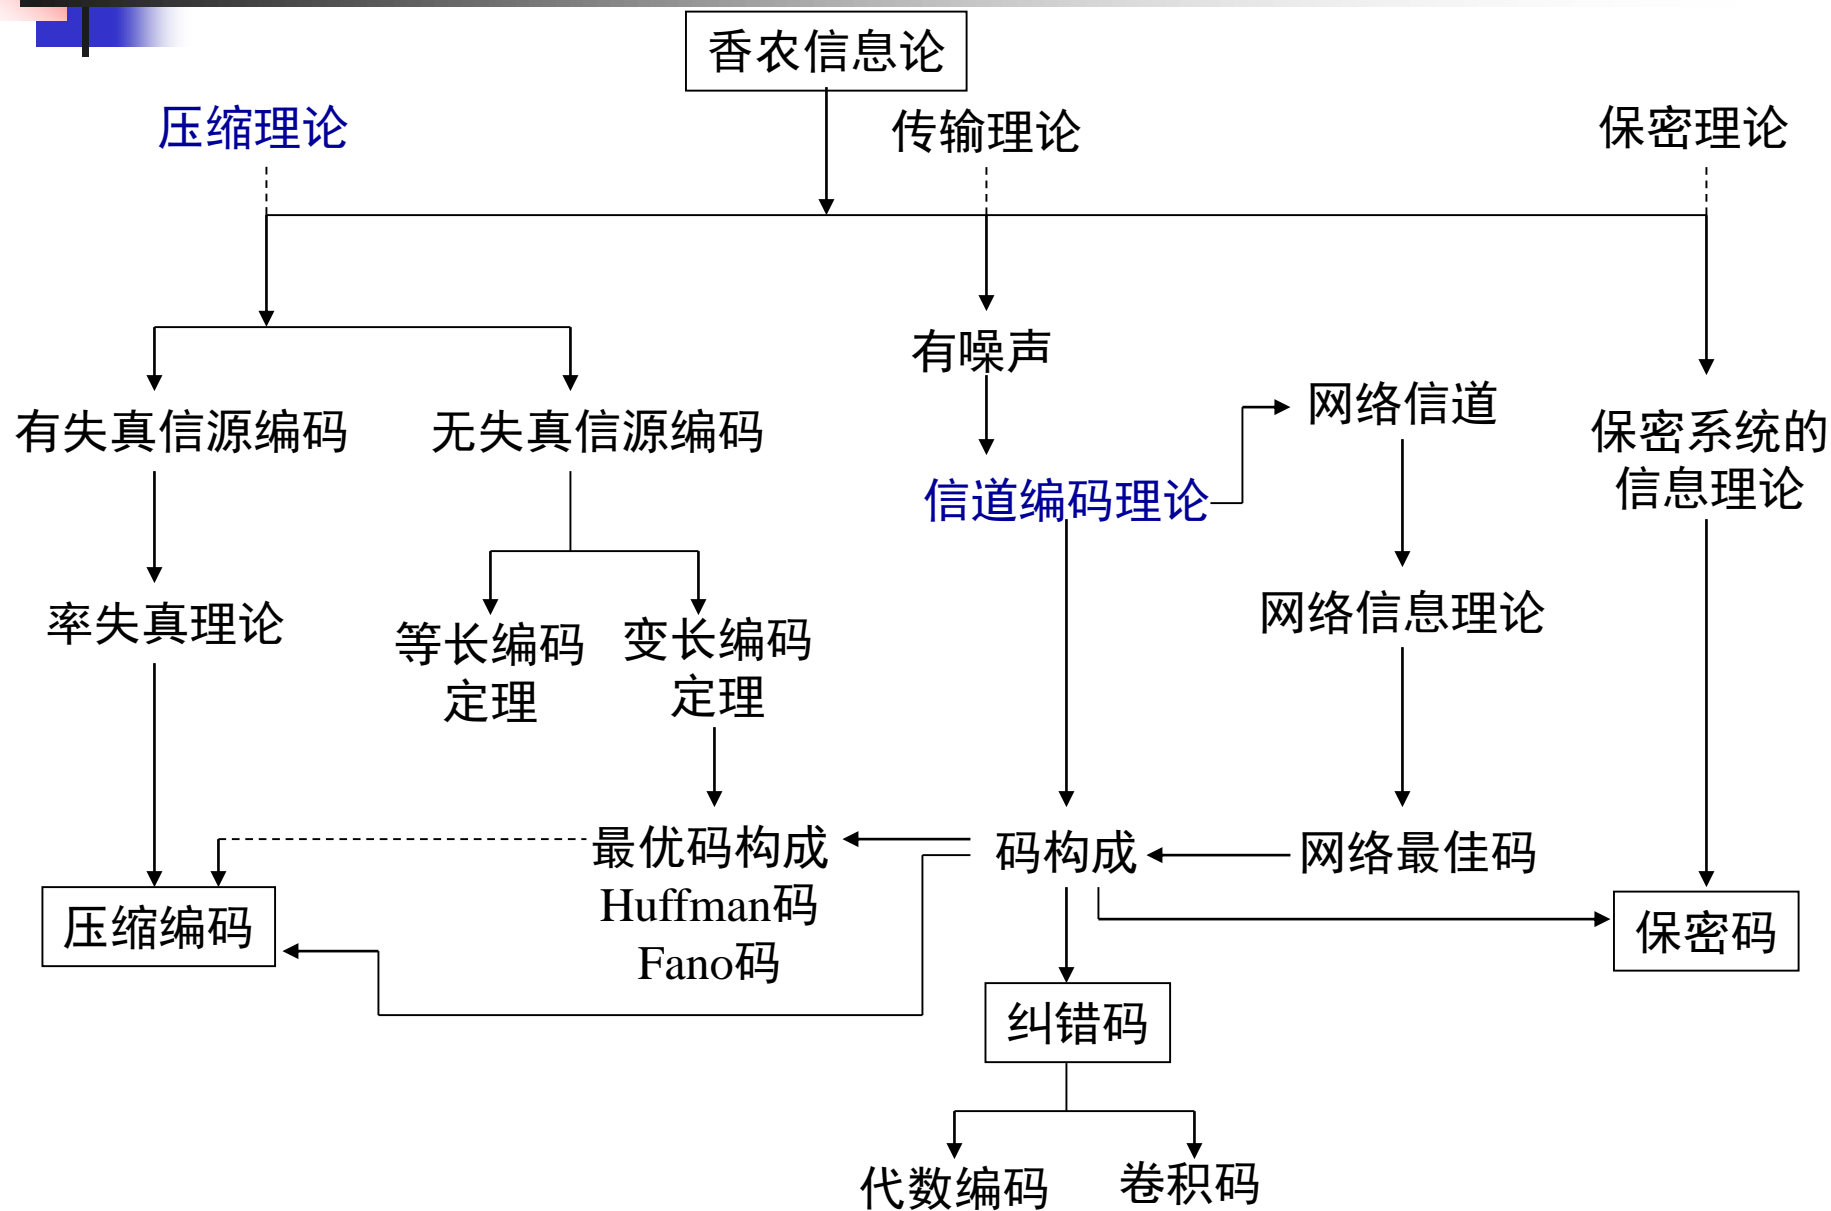 香农信息论
压缩理论
传输理论
保密理论
有噪声
网络信道
有失真信源编码
无失真信源编码
保密系统的
信息理论
信道编码理论
率失真理论
等长编码
定理
变长编码
定理
网络信息理论
最优码构成
Huffman码
Fano码
码构成
网络最佳码
压缩编码
保密码
纠错码
代数编码
卷积码